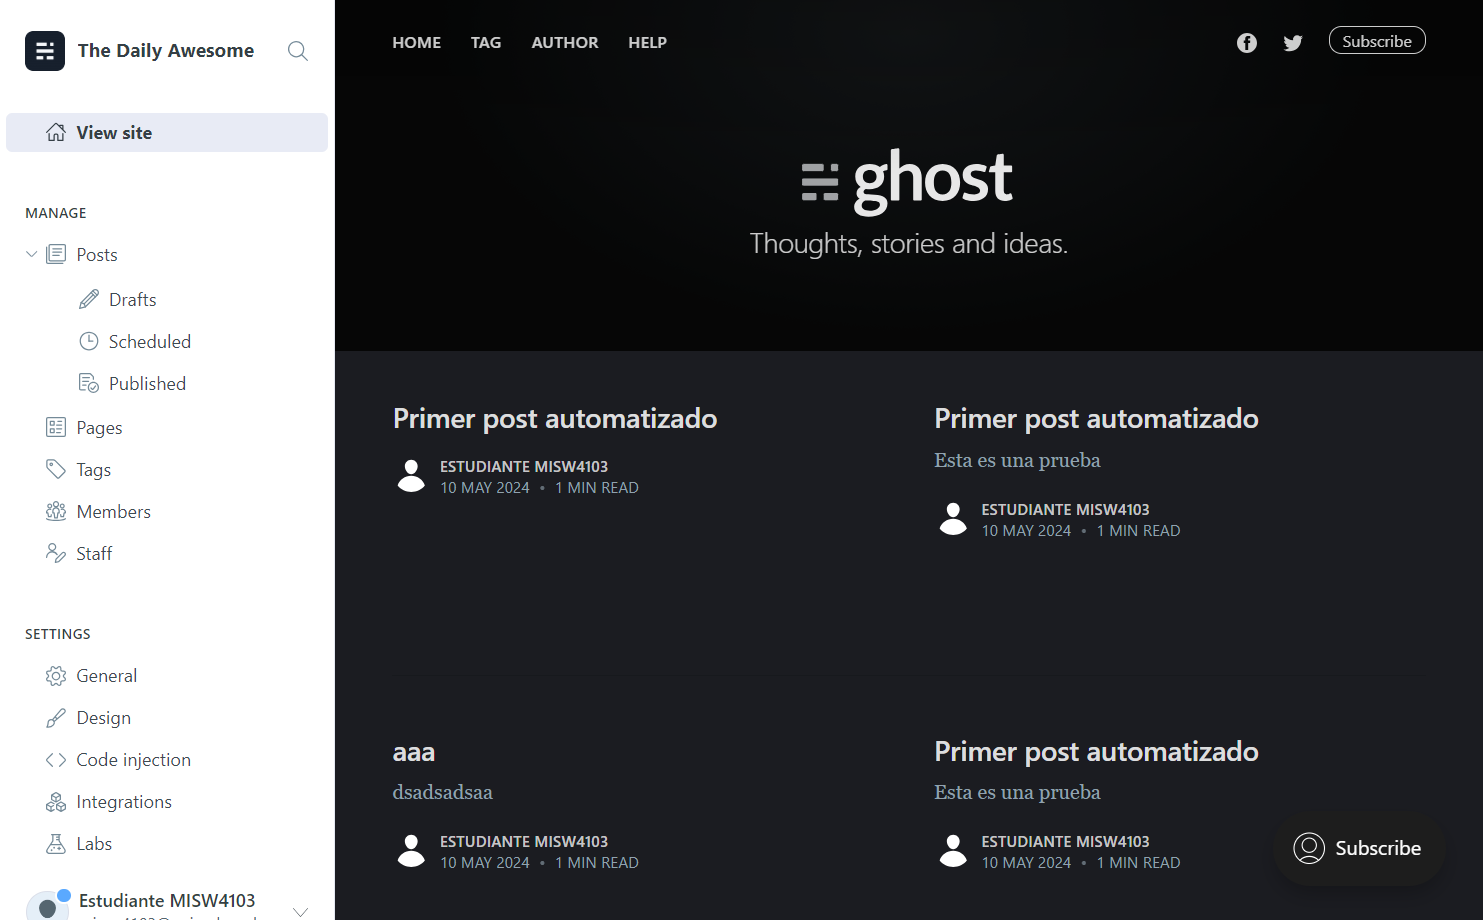 The Daily Awesome
View site
MANAGE
Posts
Drafts
Scheduled
Published
Pages
Tags
Members
Staff
SETTINGS
General
Design
Code injection
Integrations
Labs
Estudiante MISW4103
HOME TAG AUTHOR HELP
Subscribe
ghost
Thoughts, stories and ideas.
Primer post automatizado
ESTUDIANTE MISW4103
10 MAY 2024 • 1 MIN READ
Primer post automatizado
Esta es una prueba
ESTUDIANTE MISW4103
10 MAY 2024 • 1 MIN READ
aaa
dsadsadsaa
ESTUDIANTE MISW4103
10 MAY 2024 • 1 MIN READ
Primer post automatizado
Esta es una prueba
ESTUDIANTE MISW4103
10 MAY 2024 • 1 MIN READ
Subscribe